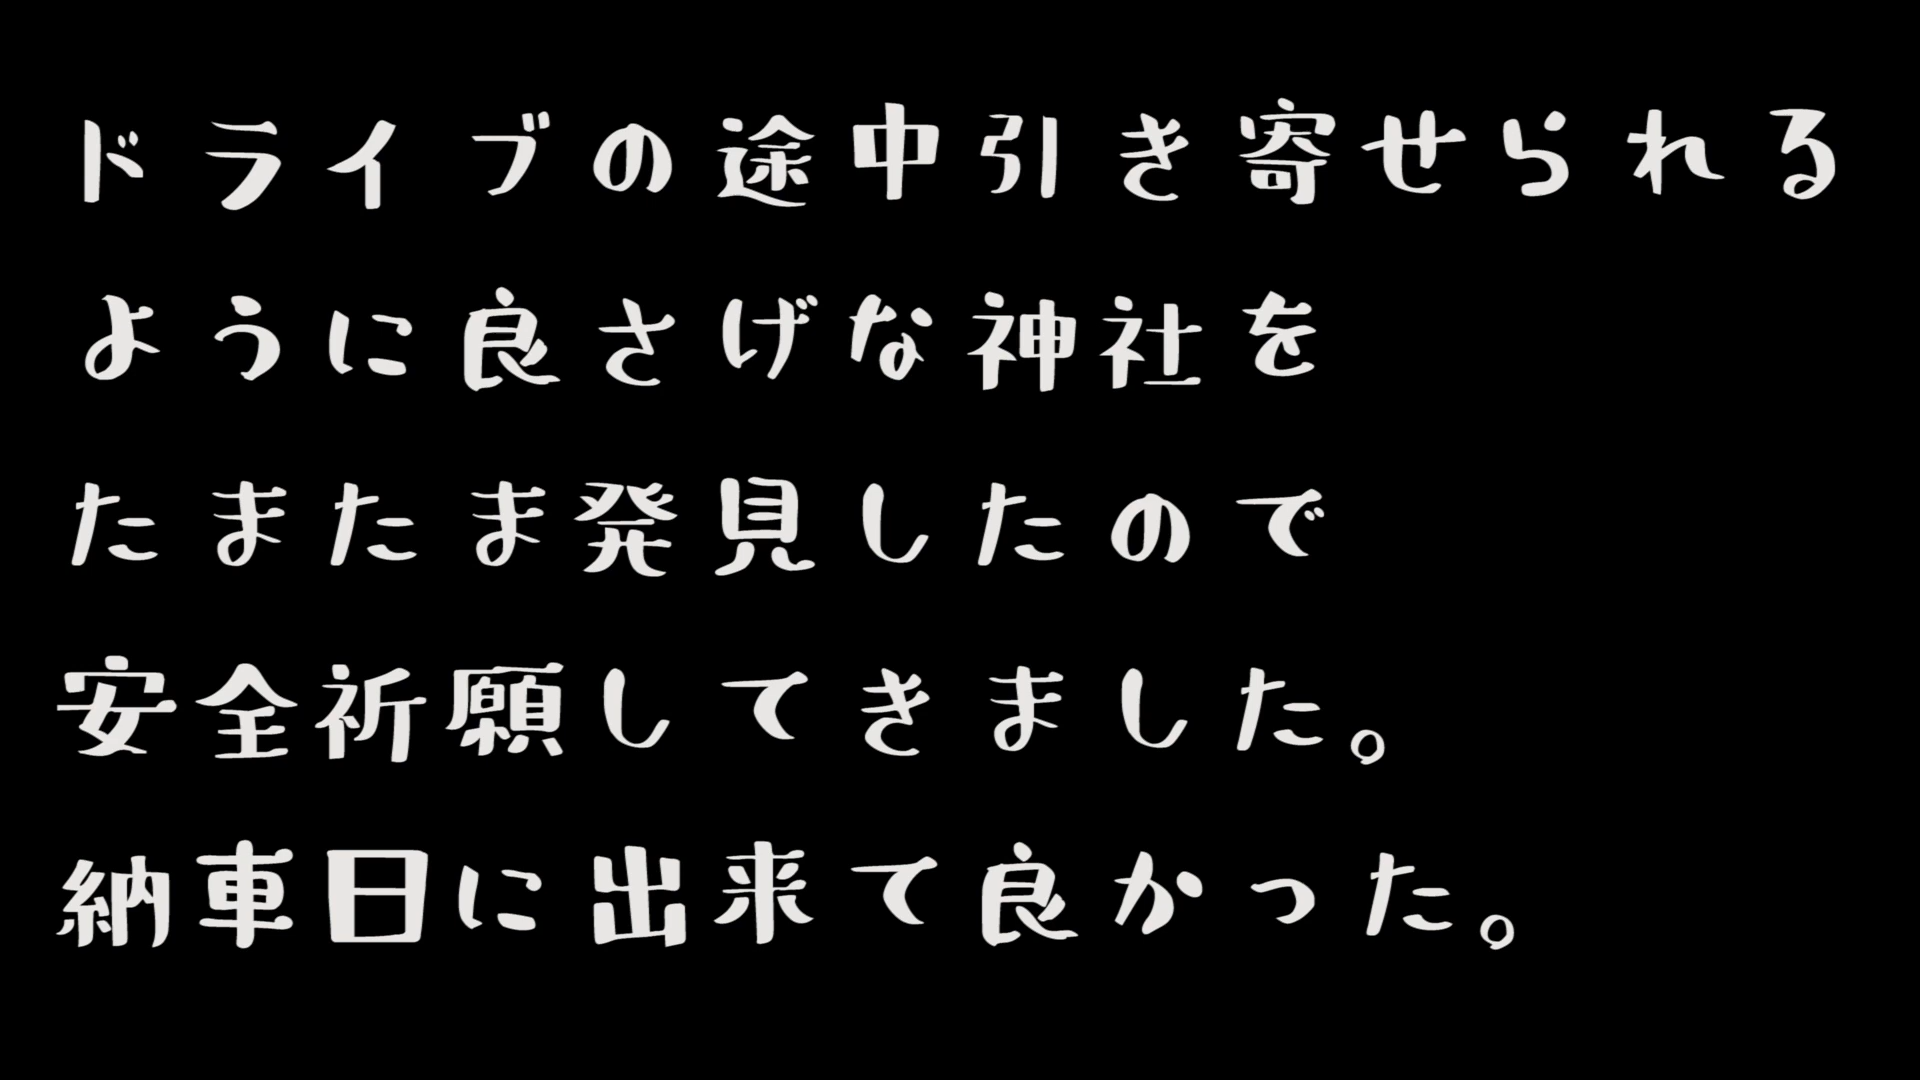 ドライブの途中引き寄せられる
ように良さげな神社を
たまたま発見したので
安全祈願してきました。
納車日に出来て良かった。